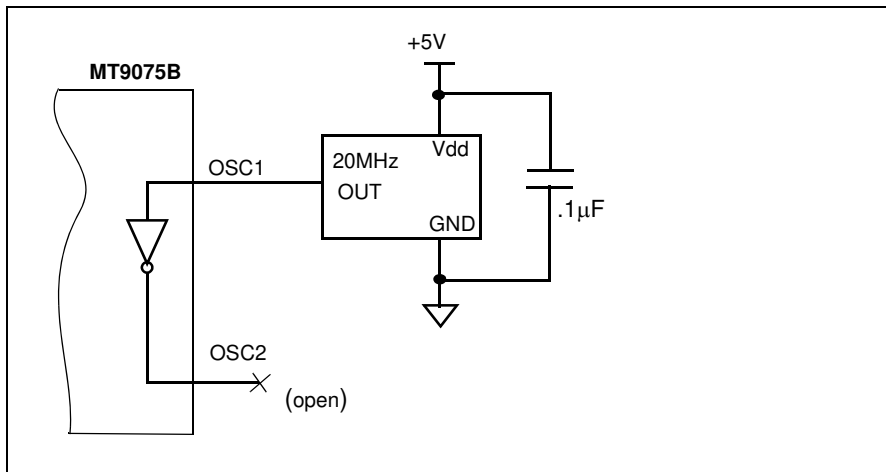 +5V
MT9075B
Vdd
20MHz
OSC1
OUT
.1µF
GND
OSC2
(open)